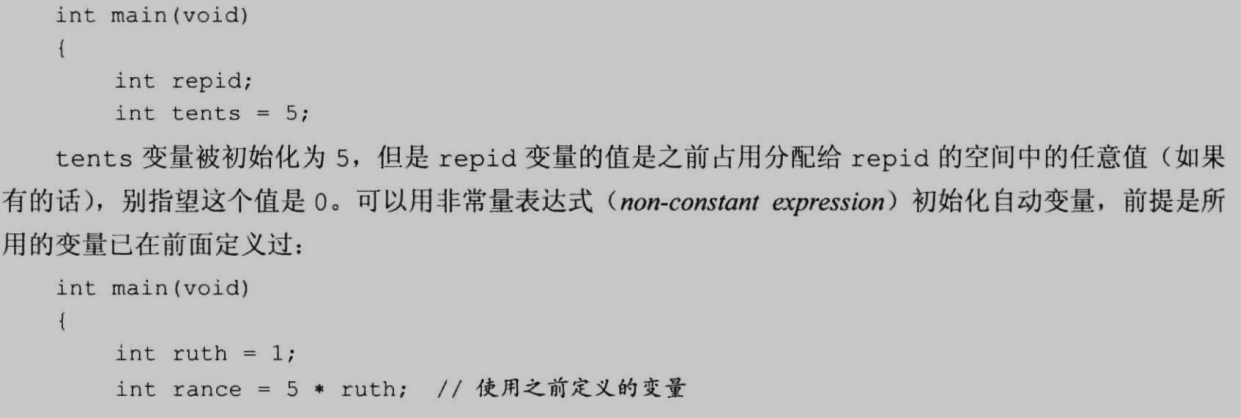 int main(void)
{
int repid;
int tents = 5;
tents 变量被初始化为 5，但是 repid 变量的值是之前占用分配给 repid 的空间中的任意值（如果
有的话），别指望这个值是 0。可以用非常量表达式（non-constant expression）初始化自动变量，前提是所
用的变量已在前面定义过：
int main(void)
{
int ruth = 1;
int rance = 5 * ruth; // 使用之前定义的变量